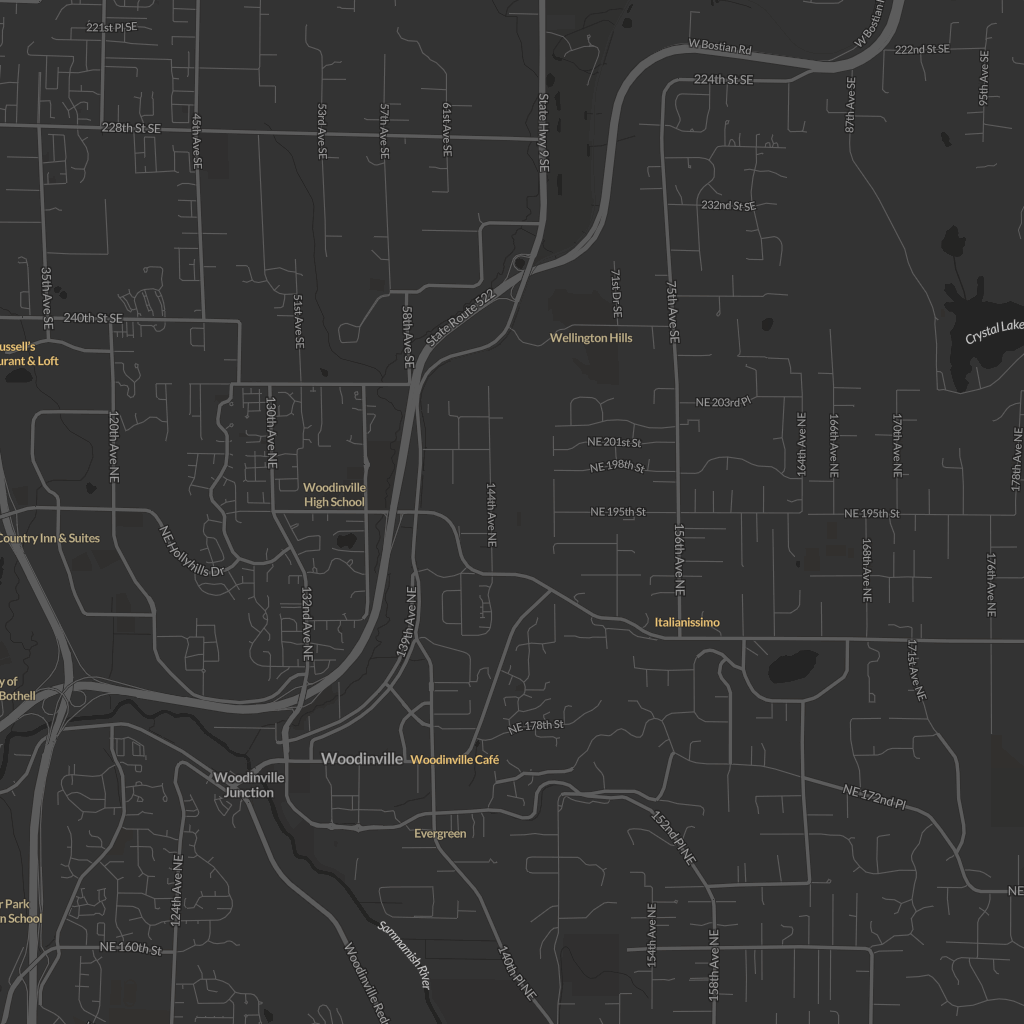 221st Pl SE
W Bostian Rd
W Bostian
222nd St SE
224th St SE
95th Ave SE
87th Ave SE
228th St SE
45th Ave SE
53rd Ave SE
57th Ave SE
61st Ave SE
State Hwy 9 SE
232nd St SE
35th Ave SE
240th St SE
51st Ave SE
58th Ave SE
State Route 522
71st Dr SE
75th Ave SE
Wellington Hills
Crystal Lake
ussell's
urant & Loft
120th Ave NE
130th Ave NE
NE 203rd Pl
NE 201st St
NE 198th St
164th Ave NE
166th Ave NE
170th Ave NE
178th Ave NE
Woodinville
High School
144th Ave NE
NE 195th St
NE 195th St
Country Inn & Suites
NE Hollyhills Dr
132nd Ave NE
139th Ave NE
156th Ave NE
168th Ave NE
176th Ave NE
Italianissimo
171st Ave NE
y of
Bothell
NE 178th St
Woodinville
Woodinville Café
Woodinville
Junction
NE 172nd Pl
Evergreen
152nd Pl NE
124th Ave NE
r Park
n School
NE
NE 160th St
Sammamish River
Woodinville Red
140th Pl NE
154th Ave NE
158th Ave NE